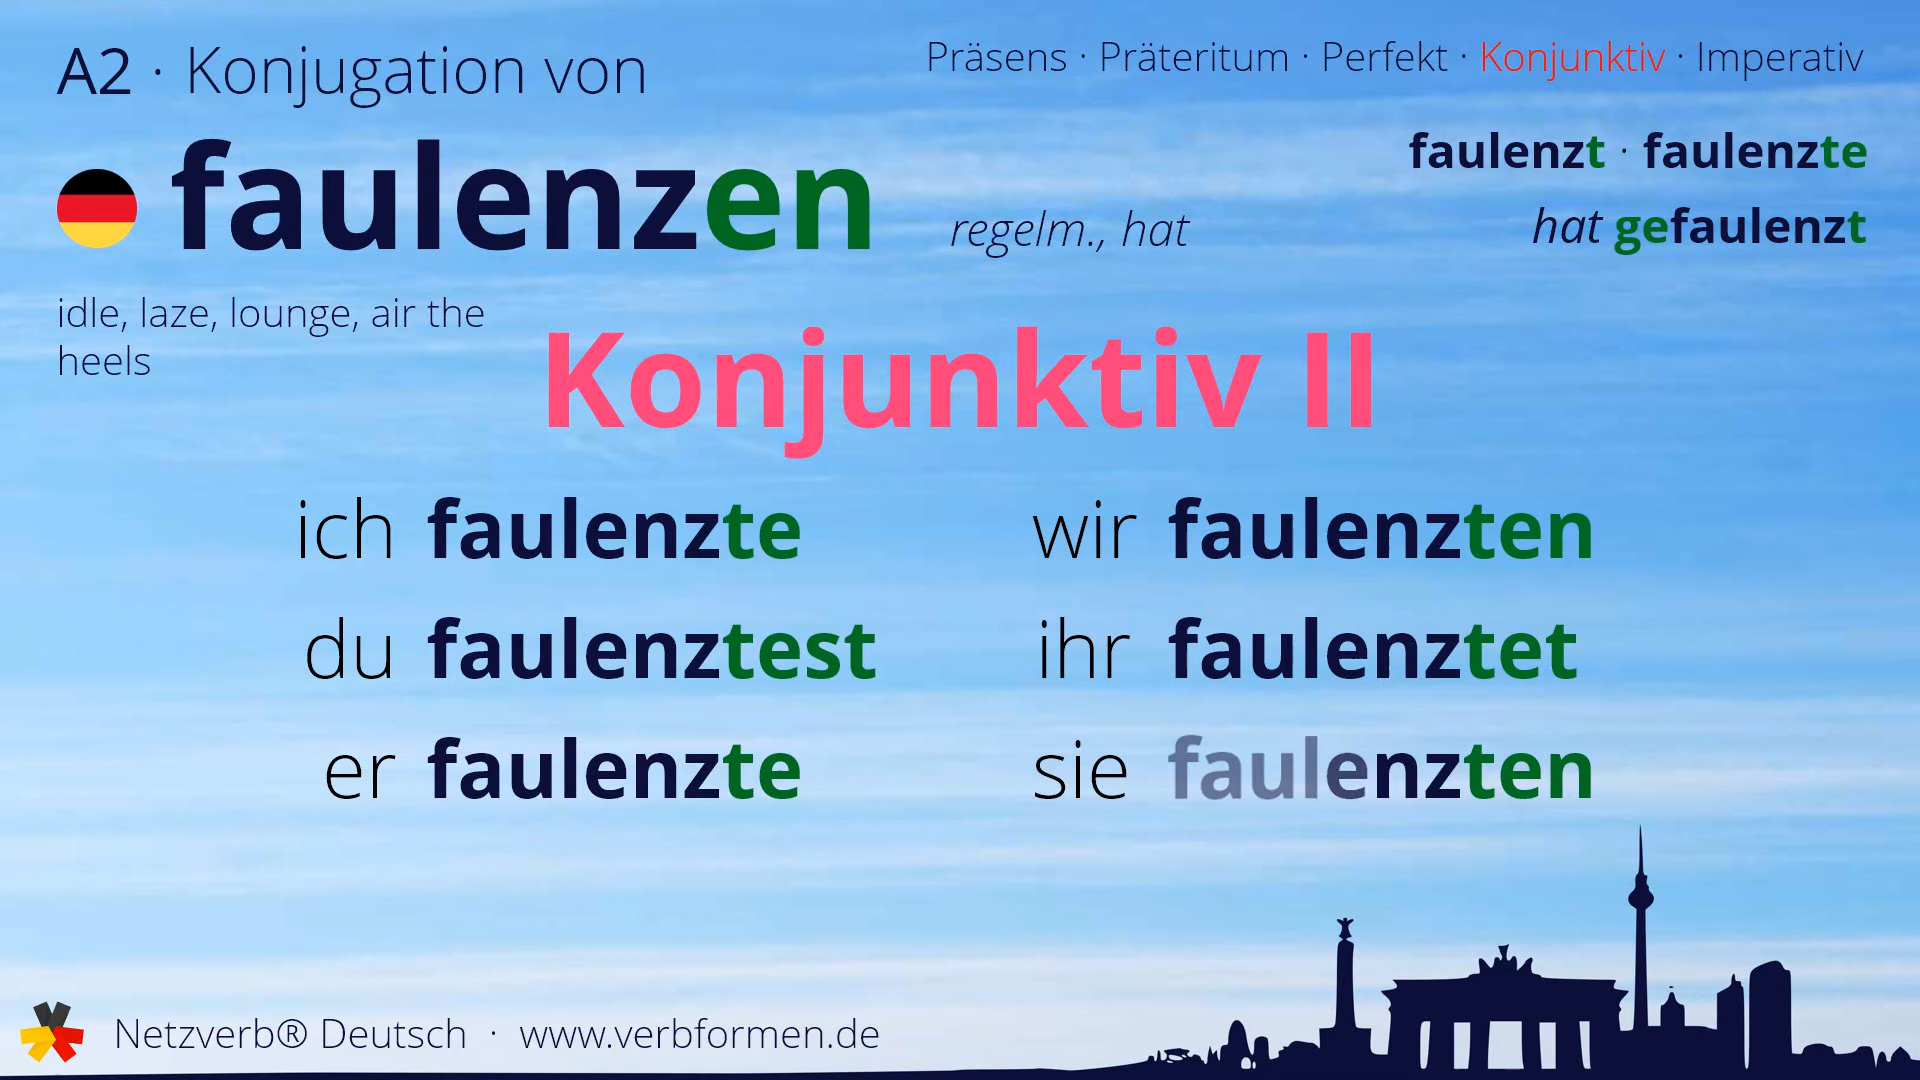 A2 · Konjugation von
Präsens · Präteritum · Perfekt · Konjunktiv · Imperativ
faulenzen
regelm., hat
faulenzt · faulenzte
hat gefaulenzt
idle, laze, lounge, air the
heels
Konjunktiv II
ich faulenzte
du faulenztest
er faulenzte
wir faulenzten
ihr faulenztet
sie faulenzten
Netzverb® Deutsch · www.verbformen.de